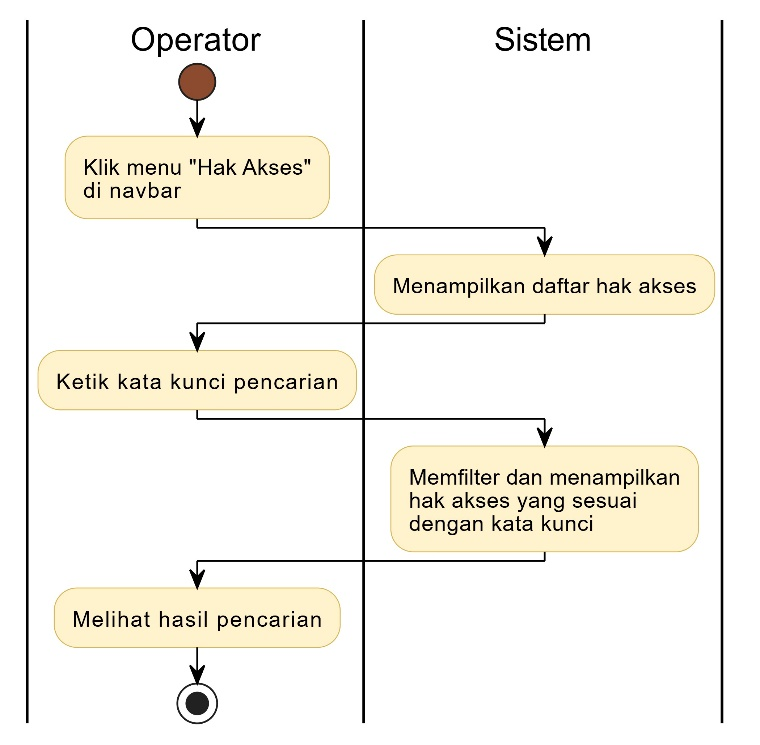 Operator
Sistem
Klik menu "Hak Akses"
di navbar
Menampilkan daftar hak akses
Ketik kata kunci pencarian
Memfilter dan menampilkan
hak akses yang sesuai
dengan kata kunci
Melihat hasil pencarian